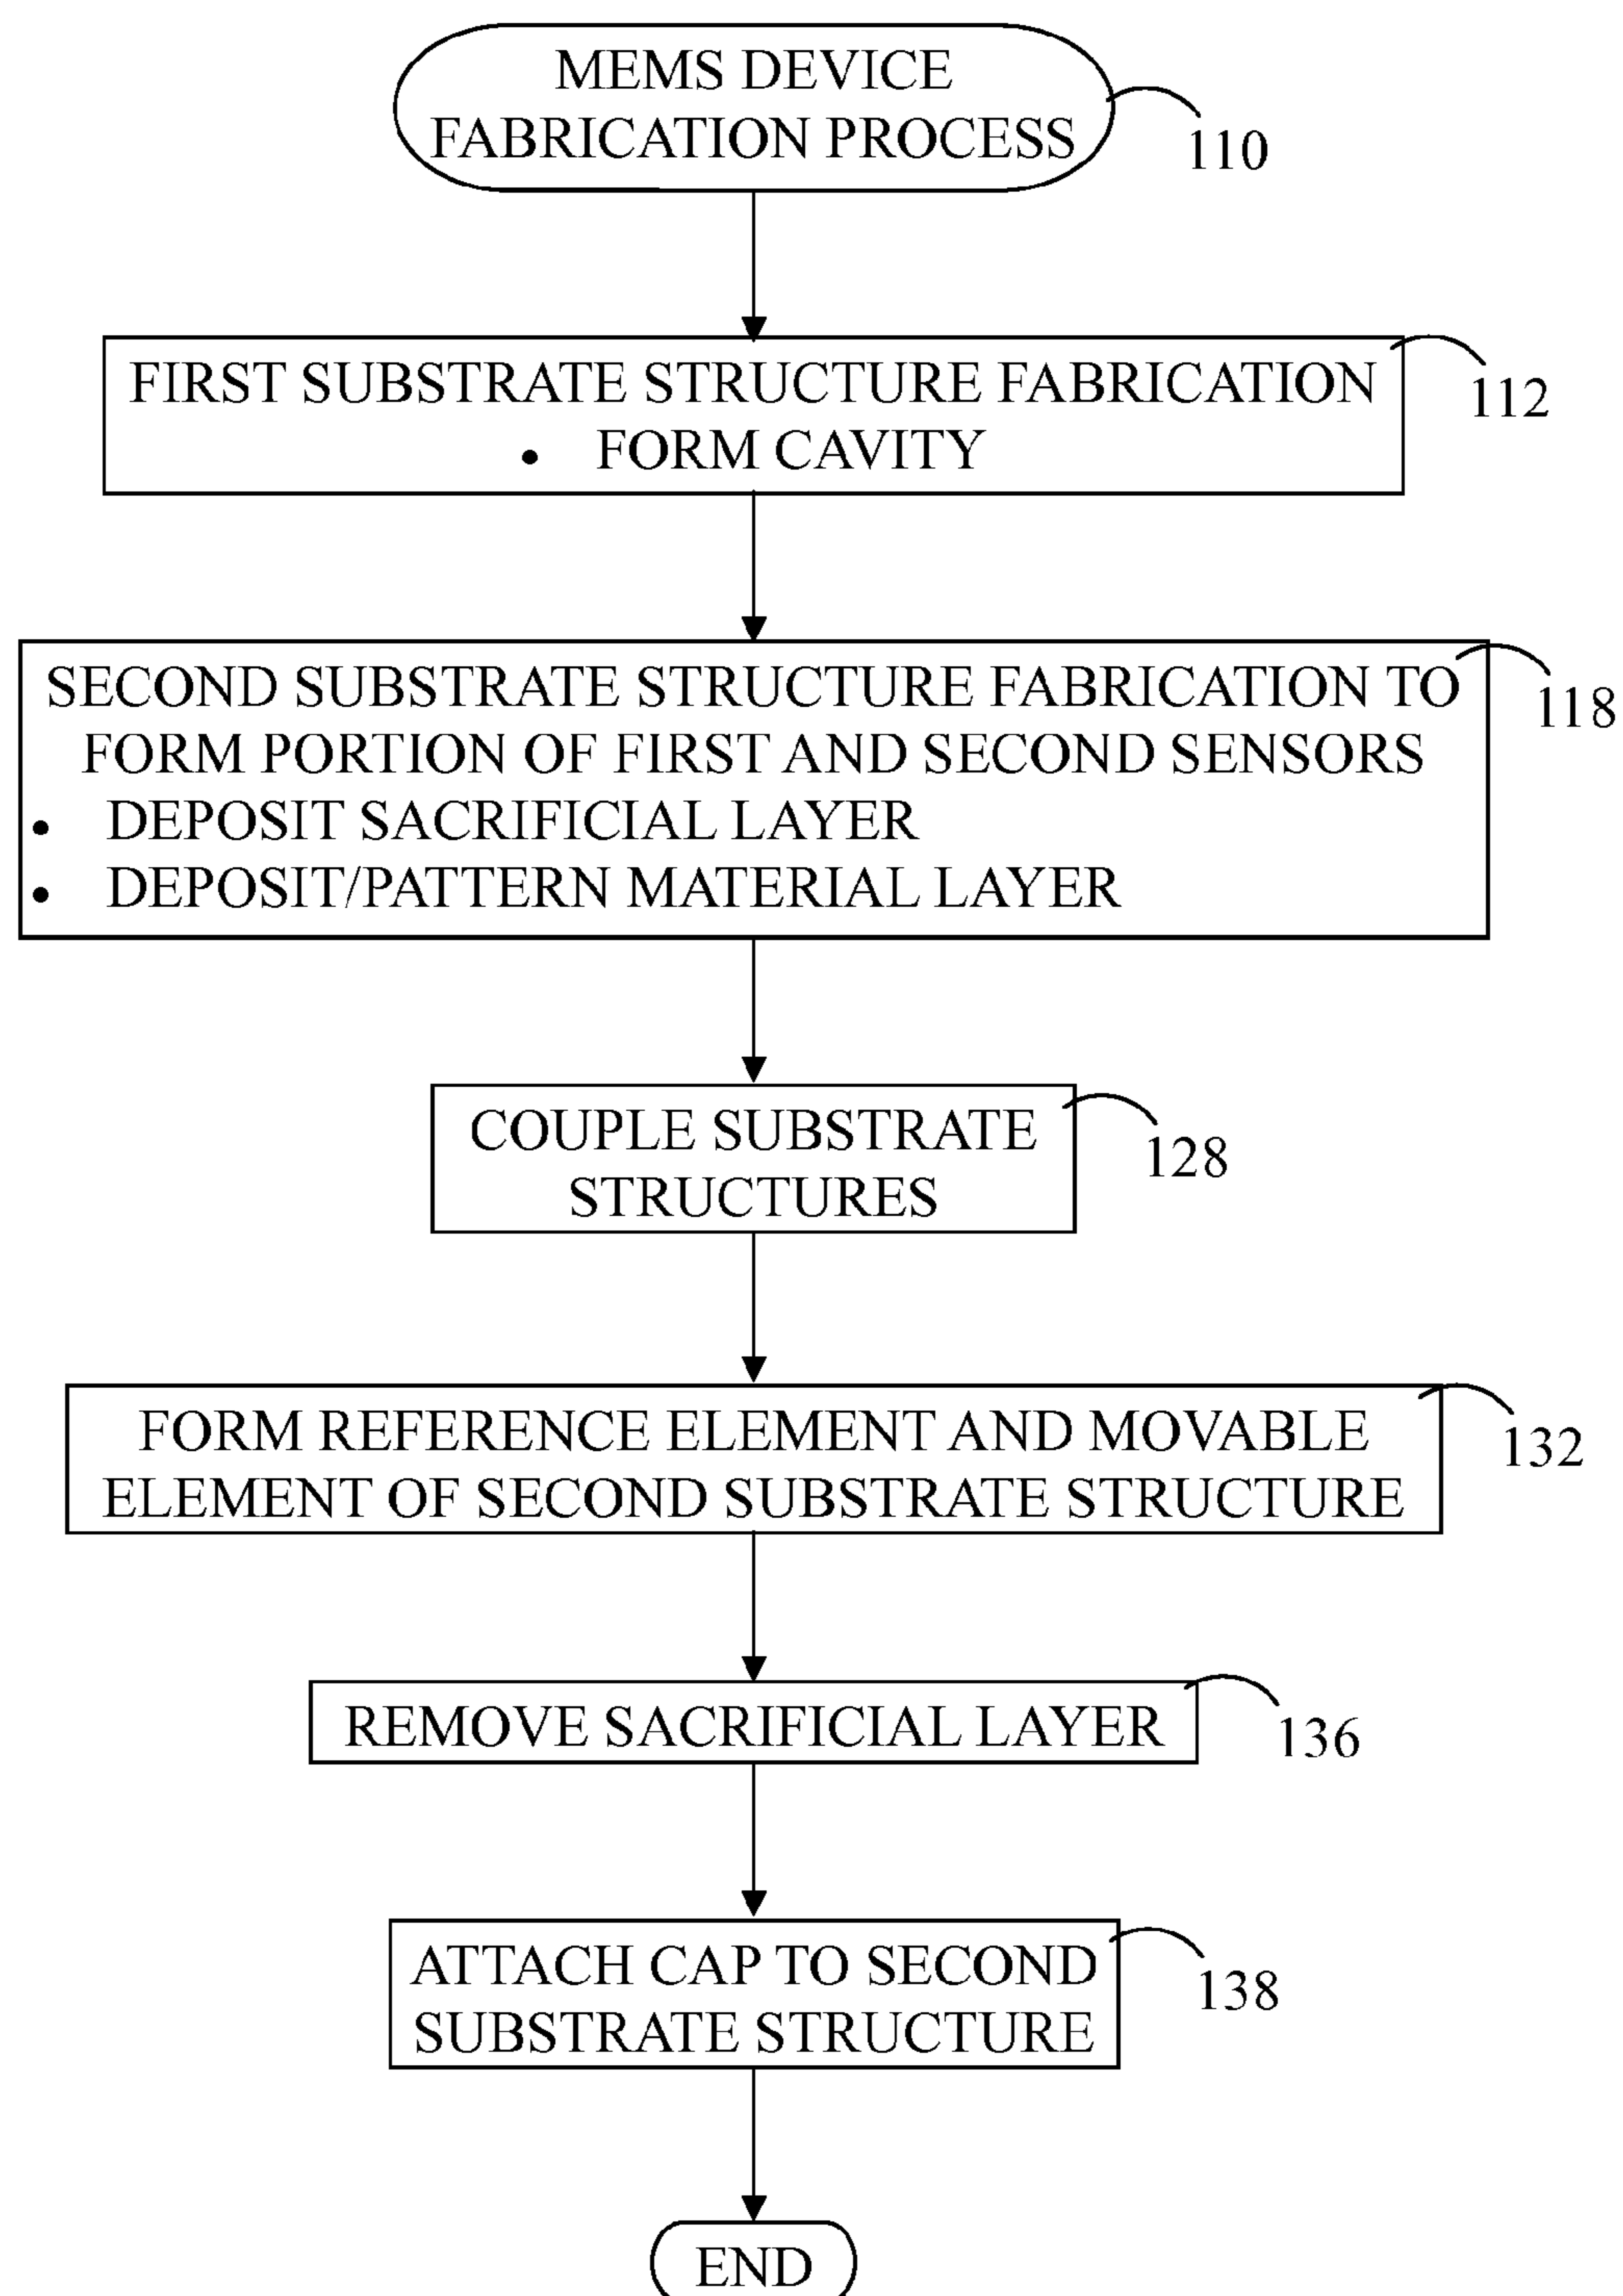 MEMS DEVICE
FABRICATION PROCESS
110
FIRST SUBSTRATE STRUCTURE FABRICATION
• FORM CAVITY
112
SECOND SUBSTRATE STRUCTURE FABRICATION TO
FORM PORTION OF FIRST AND SECOND SENSORS
• DEPOSIT SACRIFICIAL LAYER
• DEPOSIT/PATTERN MATERIAL LAYER
118
COUPLE SUBSTRATE
STRUCTURES
128
FORM REFERENCE ELEMENT AND MOVABLE
ELEMENT OF SECOND SUBSTRATE STRUCTURE
132
REMOVE SACRIFICIAL LAYER
136
ATTACH CAP TO SECOND
SUBSTRATE STRUCTURE
138
END